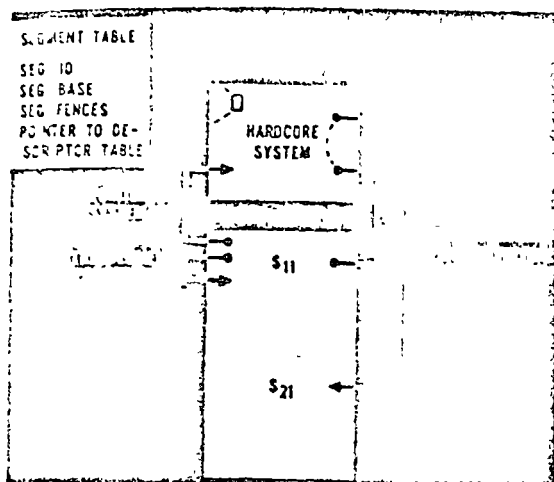 SEGMENT TABLE
SEG ID
SEG BASE
SEG FENCES
POINTER TO DE-
SCRIPTOR TABLE
HARDCORE
SYSTEM
S11
S21